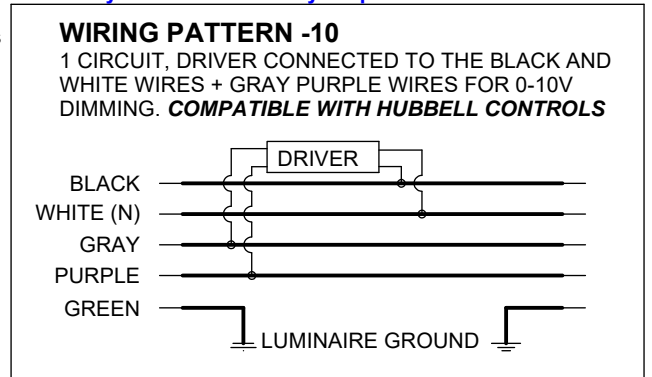 WIRING PATTERN -10
1 CIRCUIT, DRIVER CONNECTED TO THE BLACK AND
WHITE WIRES + GRAY PURPLE WIRES FOR 0-10V
DIMMING. COMPATIBLE WITH HUBBELL CONTROLS
DRIVER
BLACK
WHITE (N)
GRAY
PURPLE
GREEN
LUMINAIRE GROUND